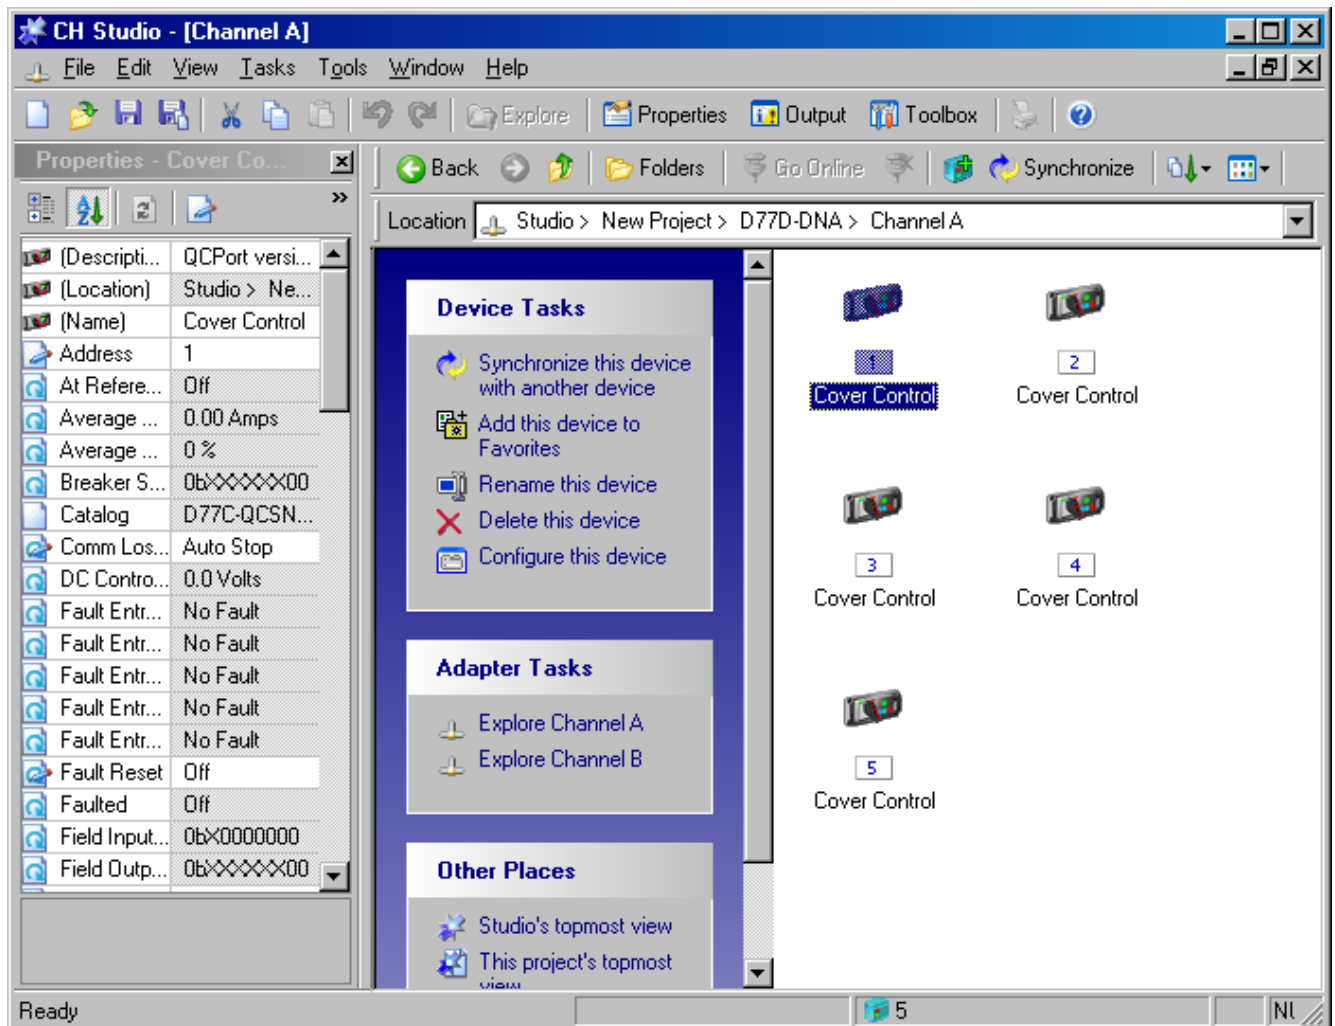 CH Studio - [Channel A]
File Edit View Tasks Tools Window Help
Explore Properties Output Toolbox
Properties - Cover Co...
Back Folders Go Online Synchronize
Location Studio > New Project > D77D-DNA > Channel A
(Descripti... QCPort versi...
(Location) Studio > Ne...
(Name) Cover Control
Address 1
At Refere... Off
Average ... 0.00 Amps
Average ... 0 %
Breaker S... 0bXXXXXX00
Catalog D77C-QCSN...
Comm Los... Auto Stop
DC Contro... 0.0 Volts
Fault Entr... No Fault
Fault Entr... No Fault
Fault Entr... No Fault
Fault Entr... No Fault
Fault Entr... No Fault
Fault Reset Off
Faulted Off
Field Input... 0bX0000000
Field Outp... 0bXXXXXX00
Device Tasks
Synchronize this device
with another device
Add this device to
Favorites
Rename this device
Delete this device
Configure this device
Adapter Tasks
Explore Channel A
Explore Channel B
Other Places
Studio's topmost view
This project's topmost
view
1
Cover Control
2
Cover Control
3
Cover Control
4
Cover Control
5
Cover Control
Ready
5